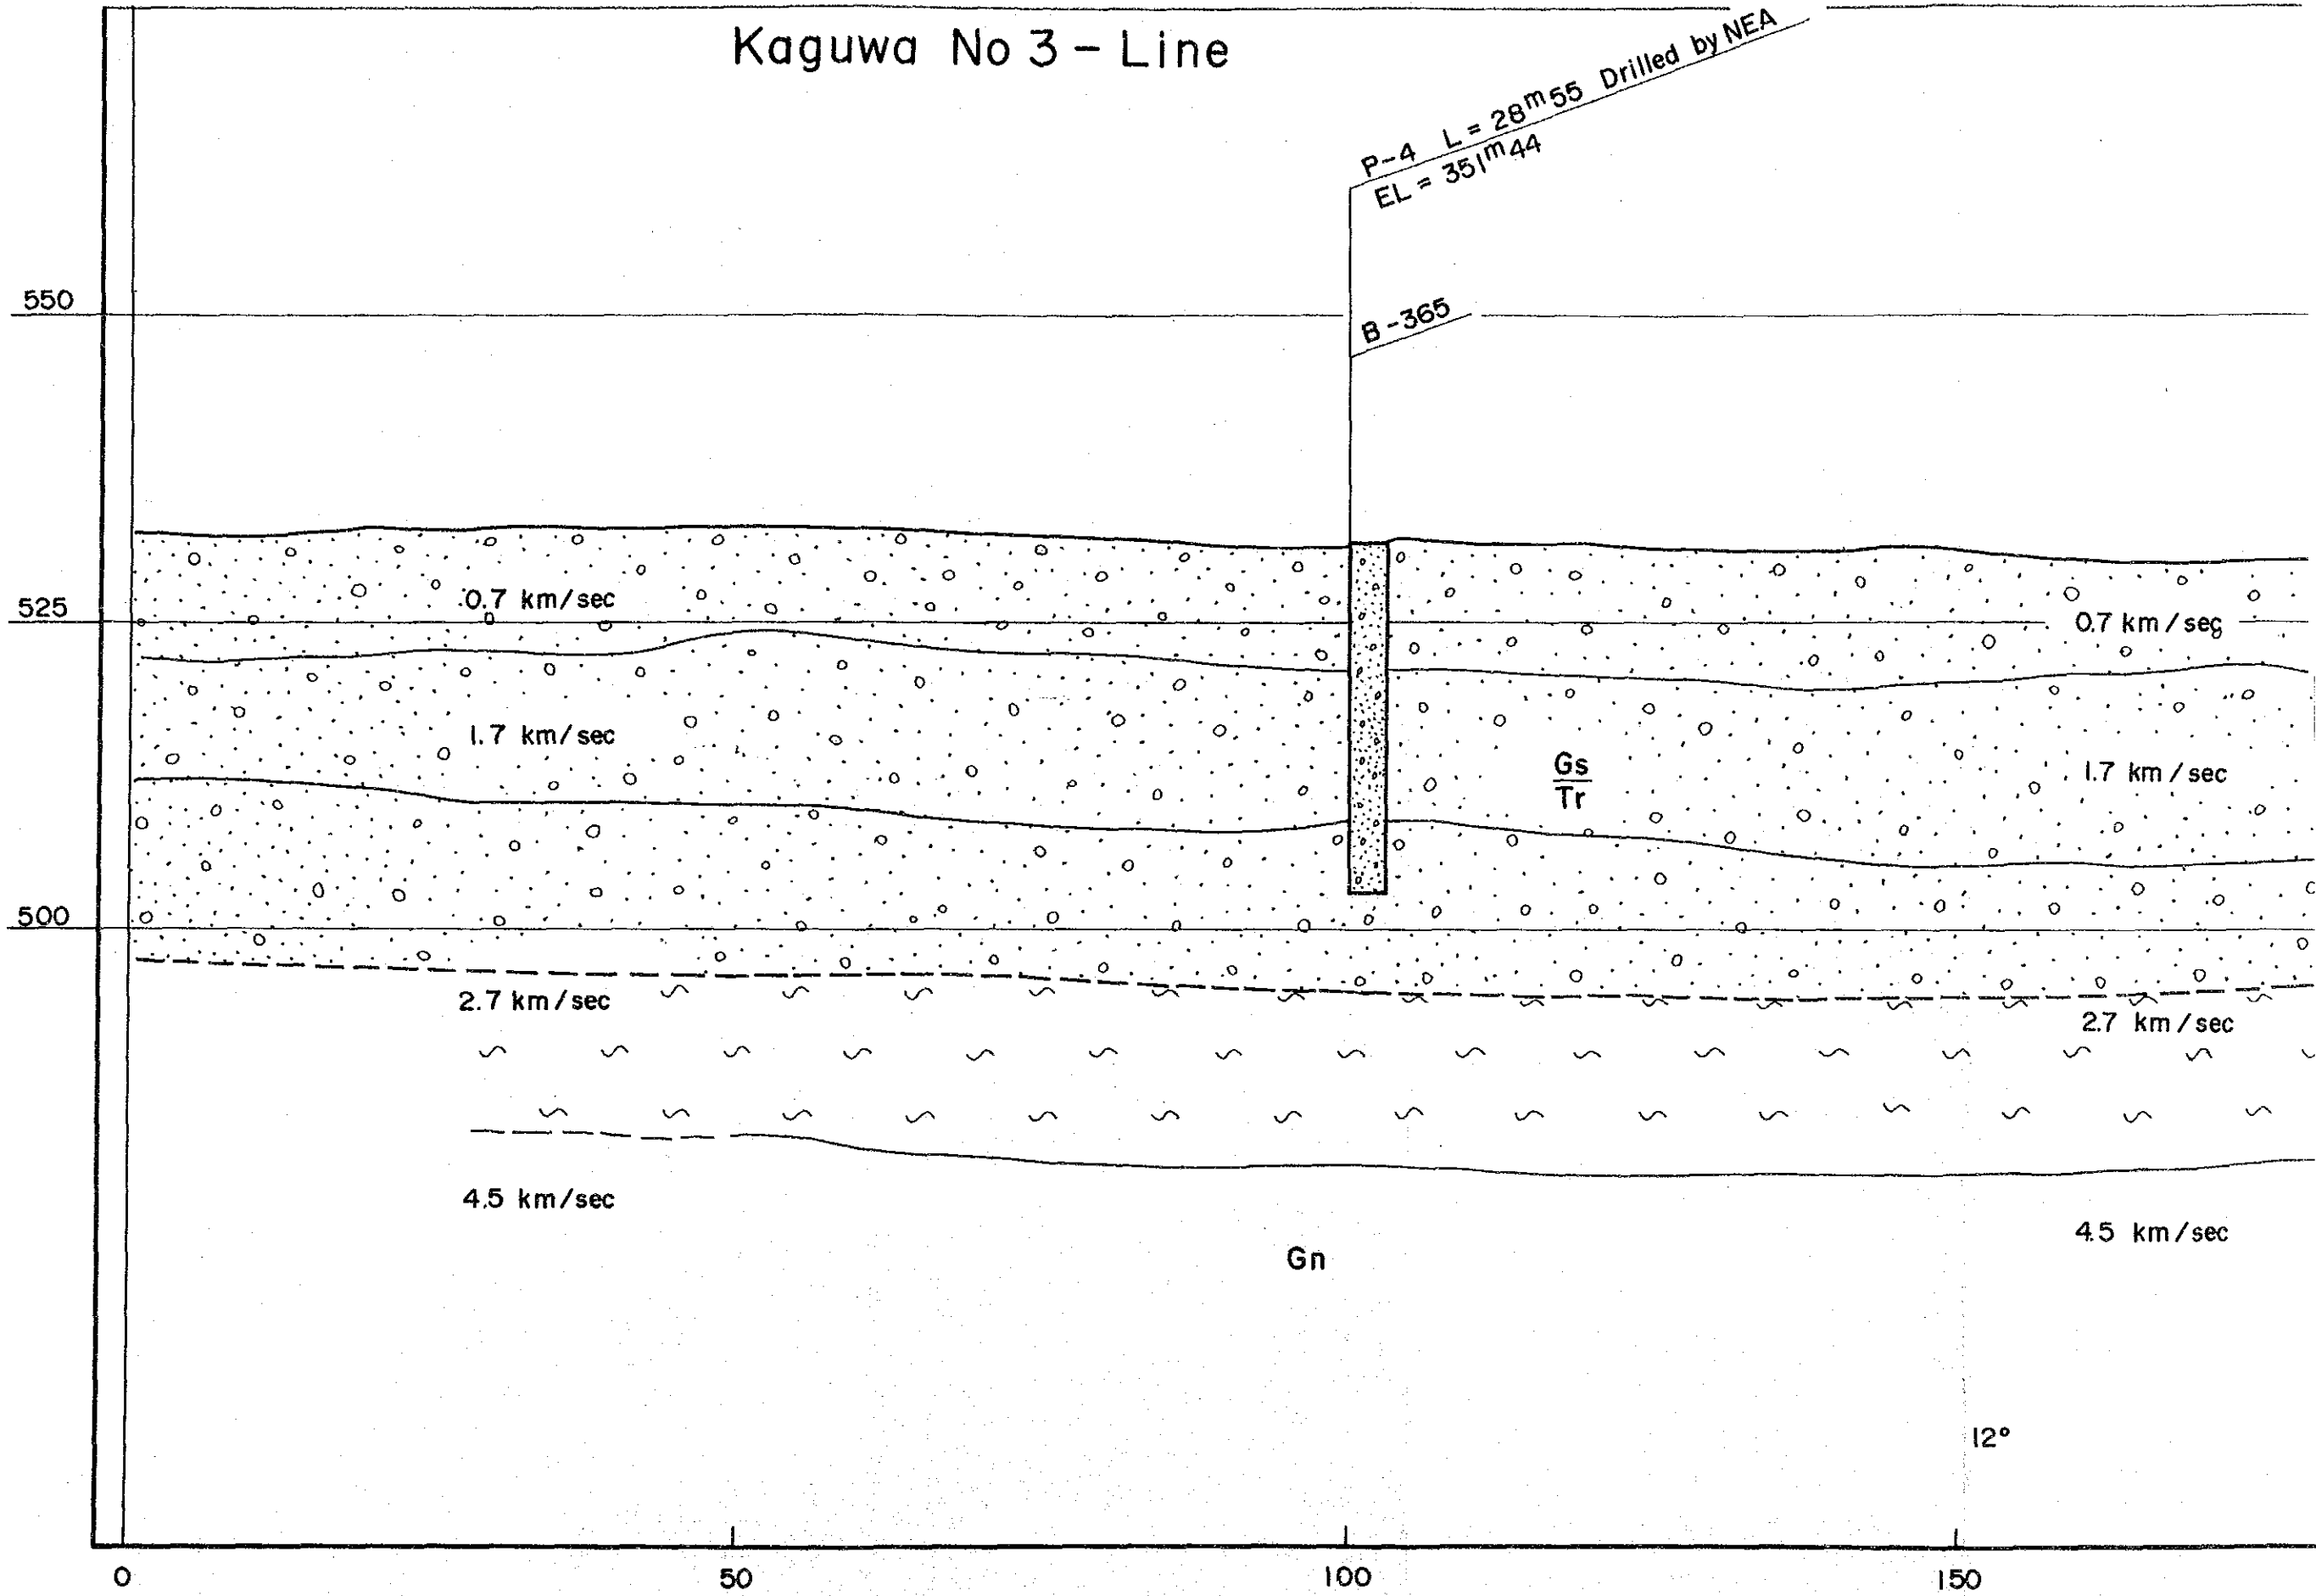 Kaguwa No 3 - Line
P-4 L = 28m55 Drilled by NEA
EL = 351m44
550
B-365
0.7 km/sec
525
0.7 km/sec
1.7 km/sec
Gs
Tr
1.7 km/sec
500
2.7 km/sec
2.7 km/sec
4.5 km/sec
4.5 km/sec
Gn
12°
0
50
100
150